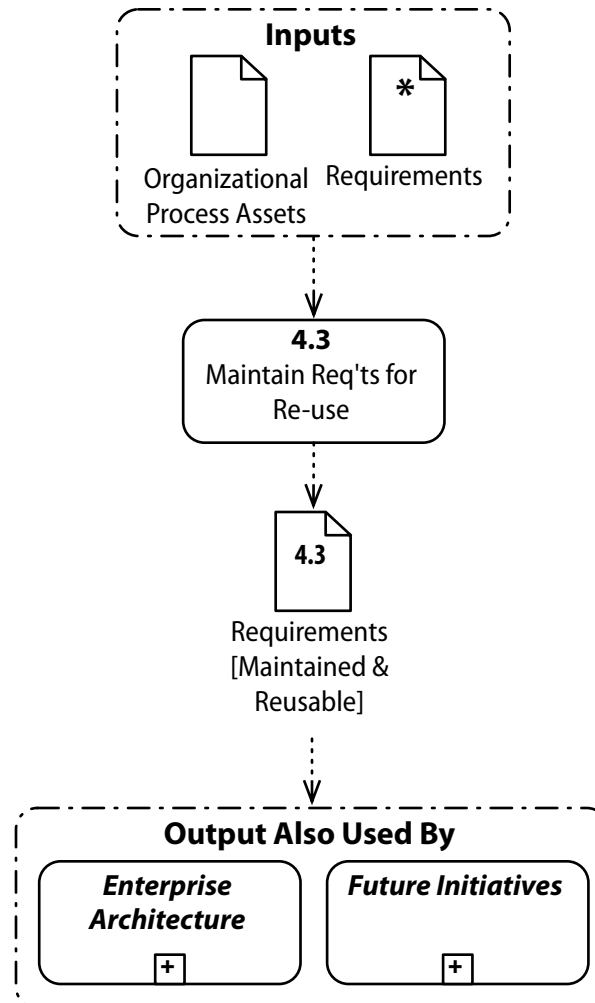 Inputs
*
Organizational
Process Assets
Requirements
4.3
Maintain Req'ts for
Re-use
4.3
Requirements
[Maintained &
Reusable]
Output Also Used By
Enterprise
Architecture
+
Future Initiatives
+